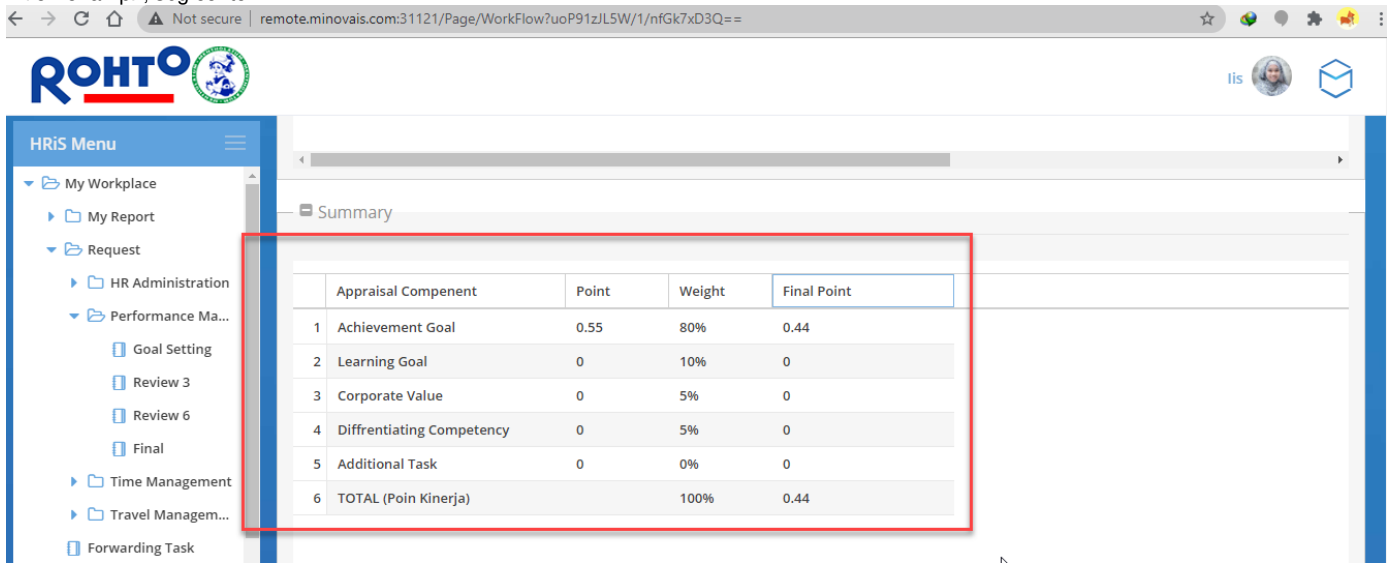 Not secure | remote.minovais.com:31121/Page/WorkFlow?uoP91zJL5W/1/nfGk7xD3Q==
ROHTO
Iis
HRiS Menu
My Workplace
My Report
Request
HR Administration
Performance Ma...
Goal Setting
Review 3
Review 6
Final
Time Management
Travel Managem...
Forwarding Task
Summary
Appraisal Compenent Point Weight Final Point
1 Achievement Goal 0.55 80% 0.44
2 Learning Goal 0 10% 0
3 Corporate Value 0 5% 0
4 Diffrentiating Competency 0 5% 0
5 Additional Task 0 0% 0
6 TOTAL (Poin Kinerja) 100% 0.44